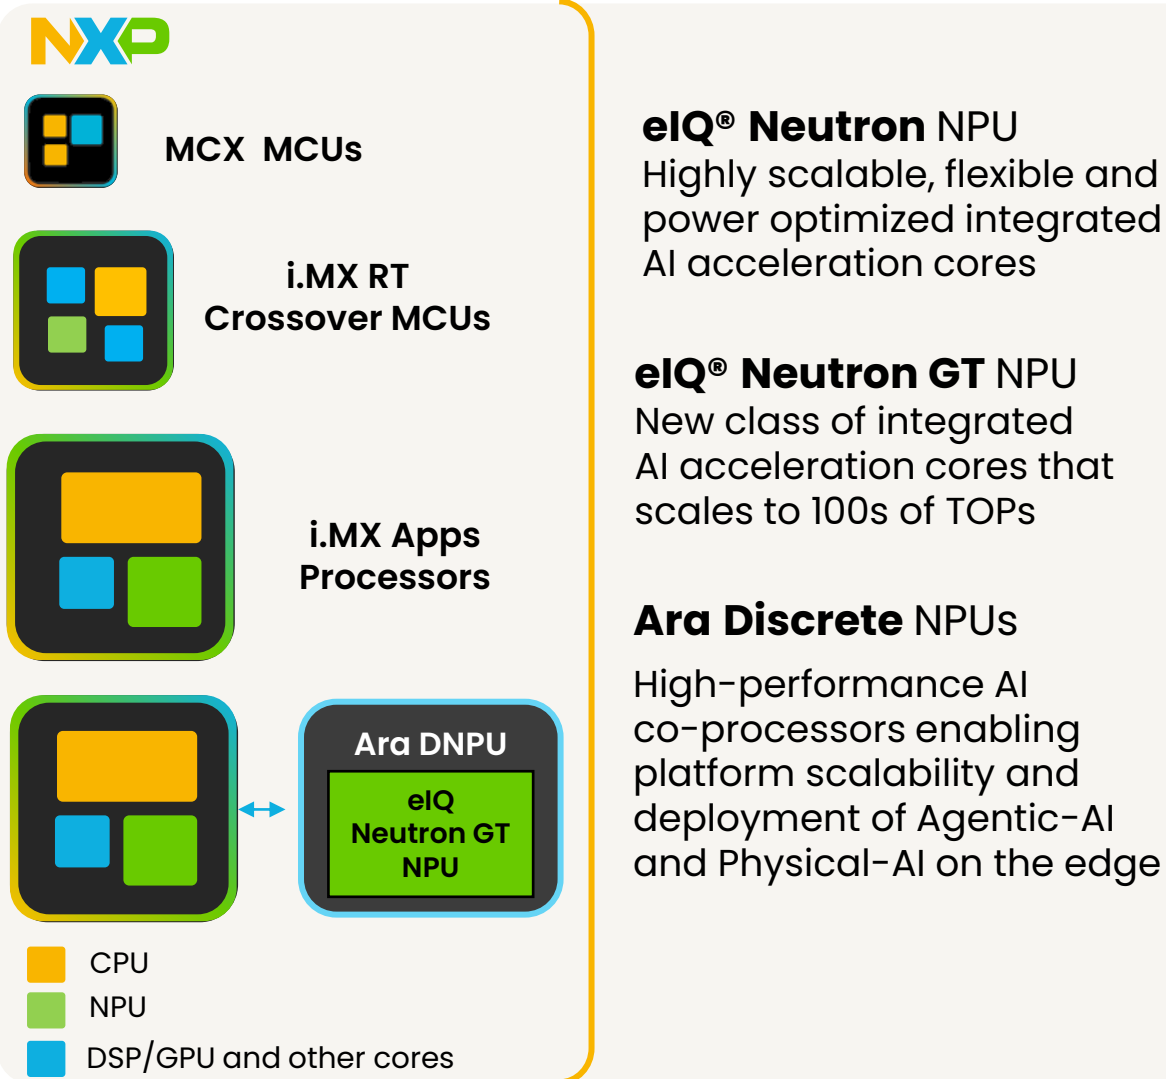 NXP
MCX MCUs
i.MX RT
Crossover MCUs
i.MX Apps
Processors
Ara DNPU
eIQ
Neutron GT
NPU
CPU
NPU
DSP/GPU and other cores
eIQ® Neutron NPU
Highly scalable, flexible and
power optimized integrated
AI acceleration cores
eIQ® Neutron GT NPU
New class of integrated
AI acceleration cores that
scales to 100s of TOPs
Ara Discrete NPUs
High-performance AI
co-processors enabling
platform scalability and
deployment of Agentic-AI
and Physical-AI on the edge